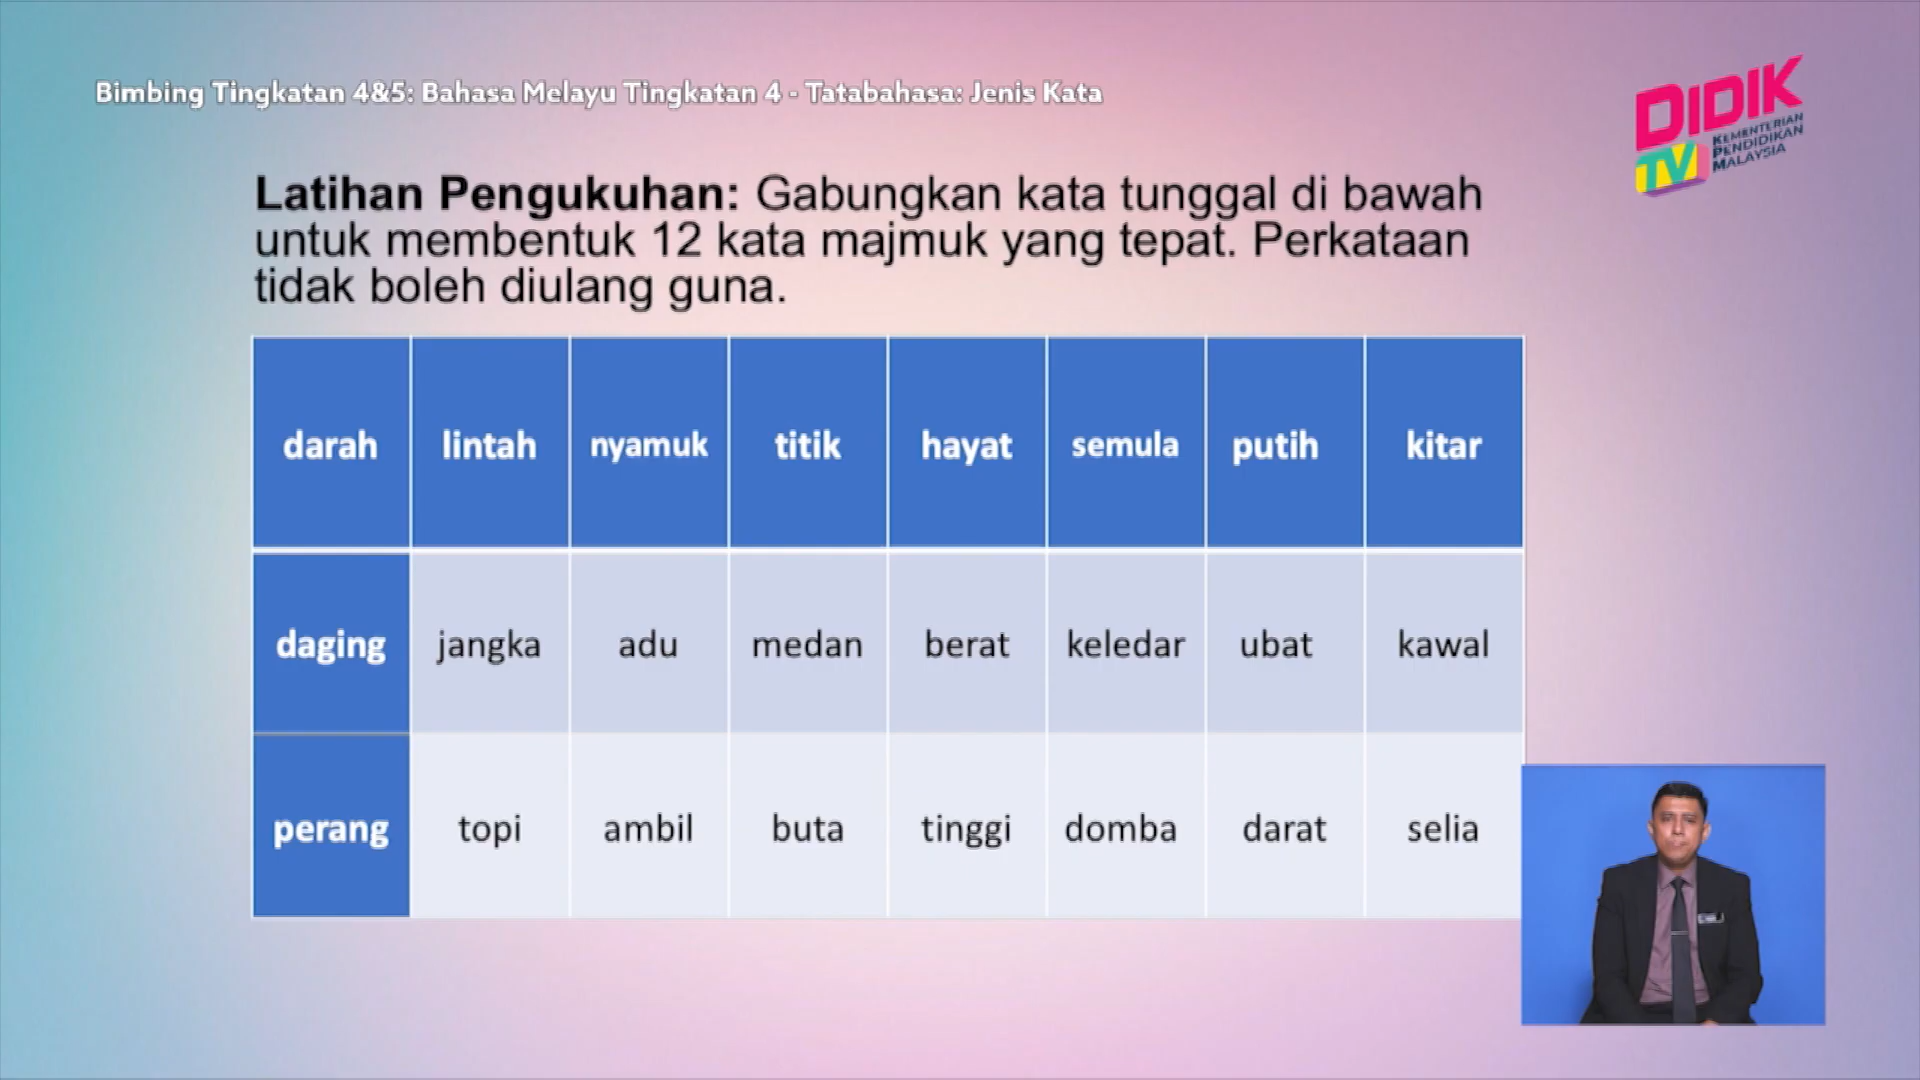 Bimbing Tingkatan 4&5: Bahasa Melayu Tingkatan 4 - Tatabahasa: Jenis Kata
DIDIK
TV
KEMENTERIAN
PENDIDIKAN
MALAYSIA
Latihan Pengukuhan: Gabungkan kata tunggal di bawah
untuk membentuk 12 kata majmuk yang tepat. Perkataan
tidak boleh diulang guna.
darah lintah nyamuk titik hayat semula putih kitar
daging jangka adu medan berat keledar ubat kawal
perang topi ambil buta tinggi domba darat selia